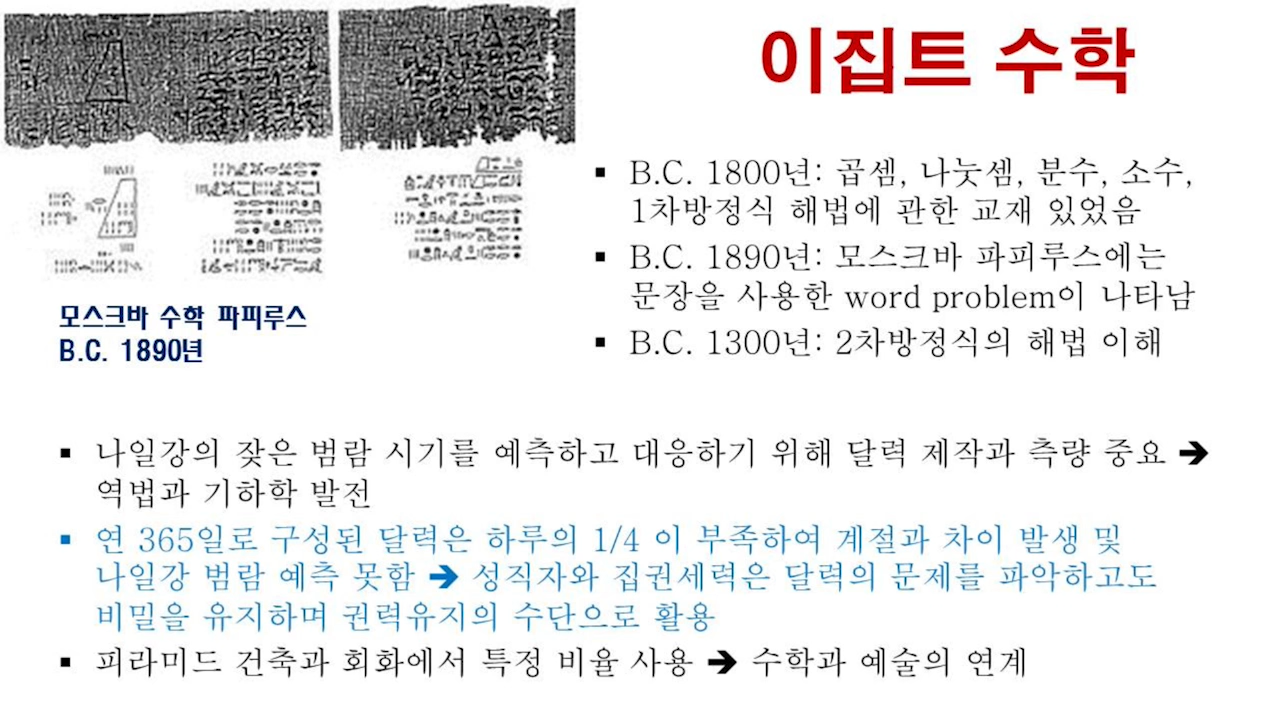 이집트 수학
▪ B.C. 1800년: 곱셈, 나눗셈, 분수, 소수,
1차방정식 해법에 관한 교재 있었음
▪ B.C. 1890년: 모스크바 파피루스에는
문장을 사용한 word problem이 나타남
▪ B.C. 1300년: 2차방정식의 해법 이해
모스크바 수학 파피루스
B.C. 1890년
▪ 나일강의 잦은 범람 시기를 예측하고 대응하기 위해 달력 제작과 측량 중요 ➔
역법과 기하학 발전
▪ 연 365일로 구성된 달력은 하루의 1/4 이 부족하여 계절과 차이 발생 및
나일강 범람 예측 못함 ➔ 성직자와 집권세력은 달력의 문제를 파악하고도
비밀을 유지하며 권력유지의 수단으로 활용
▪ 피라미드 건축과 회화에서 특정 비율 사용 ➔ 수학과 예술의 연계